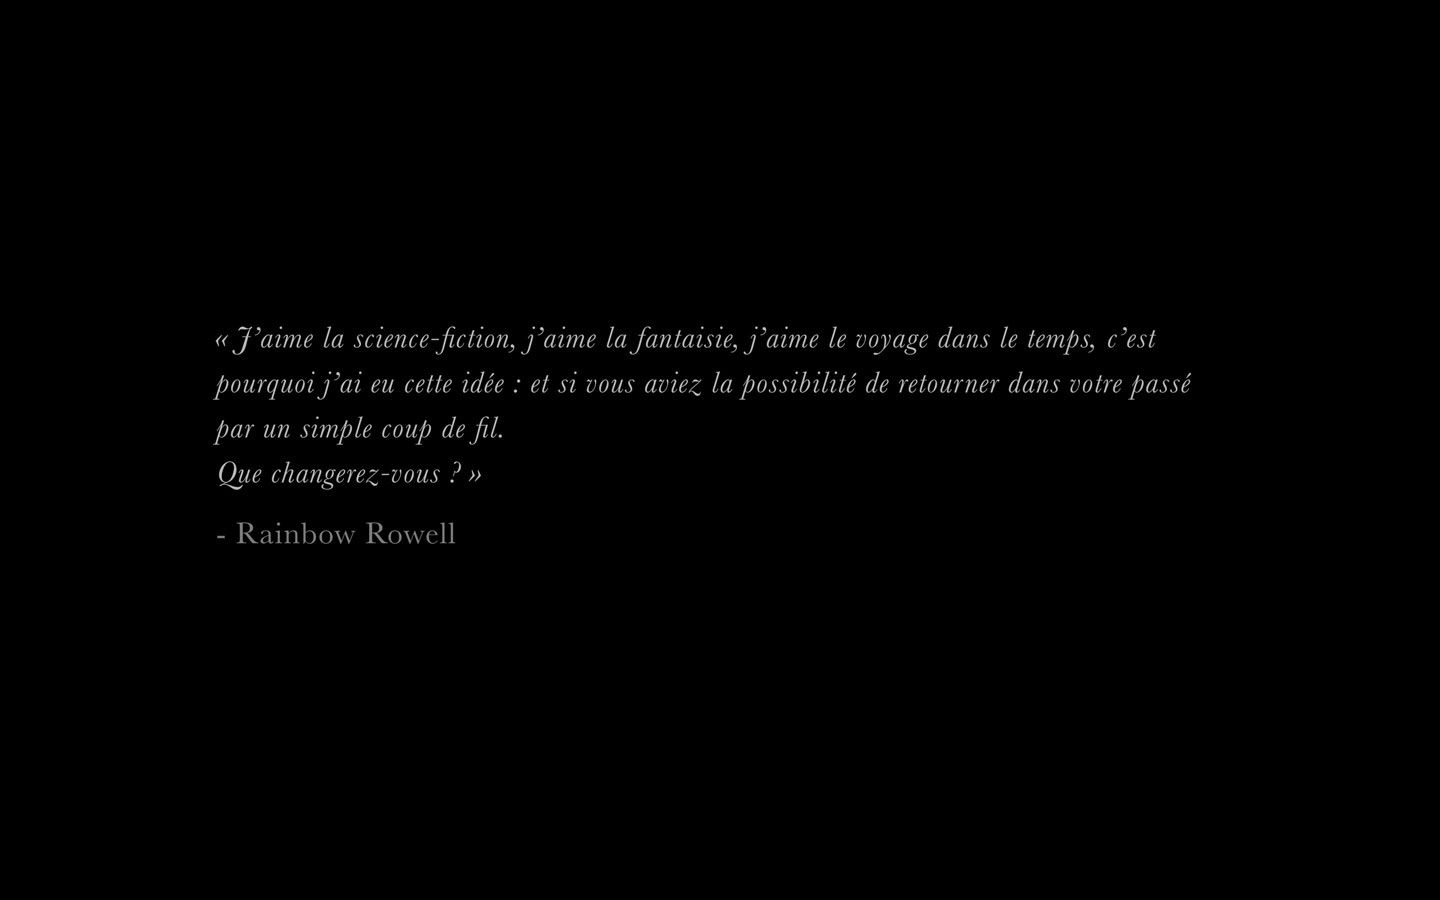 « J’aime la science-fiction, j’aime la fantaisie, j’aime le voyage dans le temps, c’est
pourquoi j’ai eu cette idée : et si vous aviez la possibilité de retourner dans votre passé
par un simple coup de fil.
Que changerez-vous ? »
- Rainbow Rowell